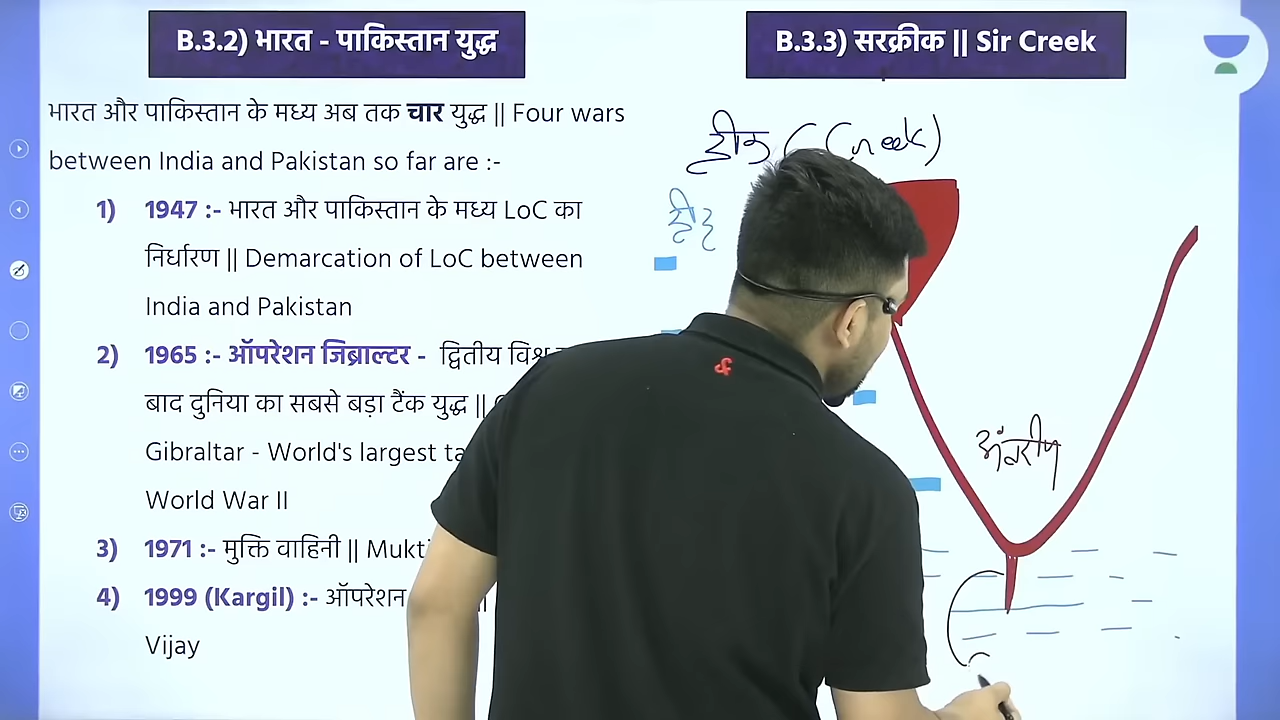 B.3.2) भारत - पाकिस्तान युद्ध
भारत और पाकिस्तान के मध्य अब तक चार युद्ध || Four wars
between India and Pakistan so far are :-
1) 1947 :- भारत और पाकिस्तान के मध्य LoC का
निर्धारण || Demarcation of LoC between
India and Pakistan
2) 1965 :- ऑपरेशन जिब्राल्टर - द्वितीय विश्व
बाद दुनिया का सबसे बड़ा टैंक युद्ध ||
Gibraltar - World's largest
World War II
3) 1971 :- मुक्ति वाहिनी || Mukti
4) 1999 (Kargil) :- ऑपरेशन
Vijay
B.3.3) सरक्रीक || Sir Creek
क्रीक (Creek)
अंतरीप